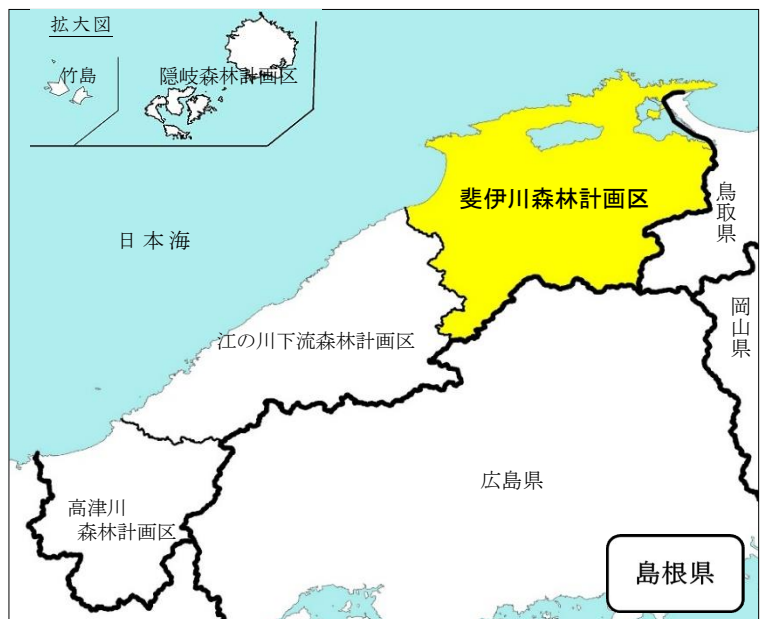 拡大図
竹島
隠岐森林計画区
斐伊川森林計画区
鳥取県
日本海
岡山県
江の川下流森林計画区
広島県
高津川
森林計画区
島根県